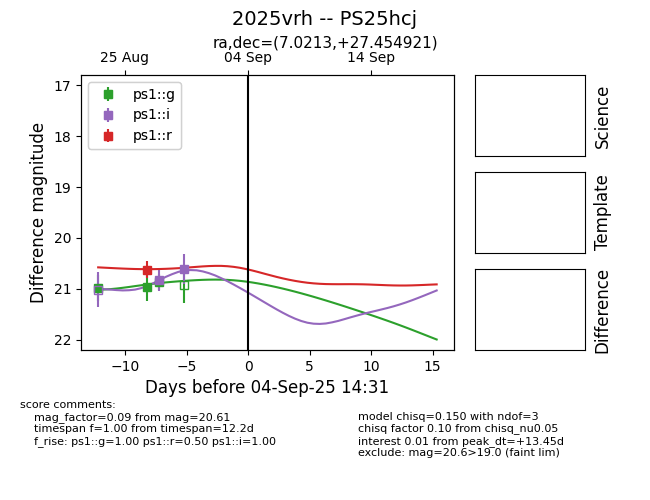 2025vrh -- PS25hcj
ra,dec=(7.0213,+27.454921)
25 Aug 04 Sep 14 Sep
17
18
19
20
21
22
Difference magnitude
ps1::g
ps1::i
ps1::r
−10 −5 0 5 10 15
Days before 04-Sep-25 14:31
Science
Template
Difference
score comments:
mag_factor=0.09 from mag=20.61
timespan f=1.00 from timespan=12.2d
f_rise: ps1::g=1.00 ps1::r=0.50 ps1::i=1.00
model chisq=0.150 with ndof=3
chisq factor 0.10 from chisq_nu0.05
interest 0.01 from peak_dt=+13.45d
exclude: mag=20.6>19.0 (faint lim)